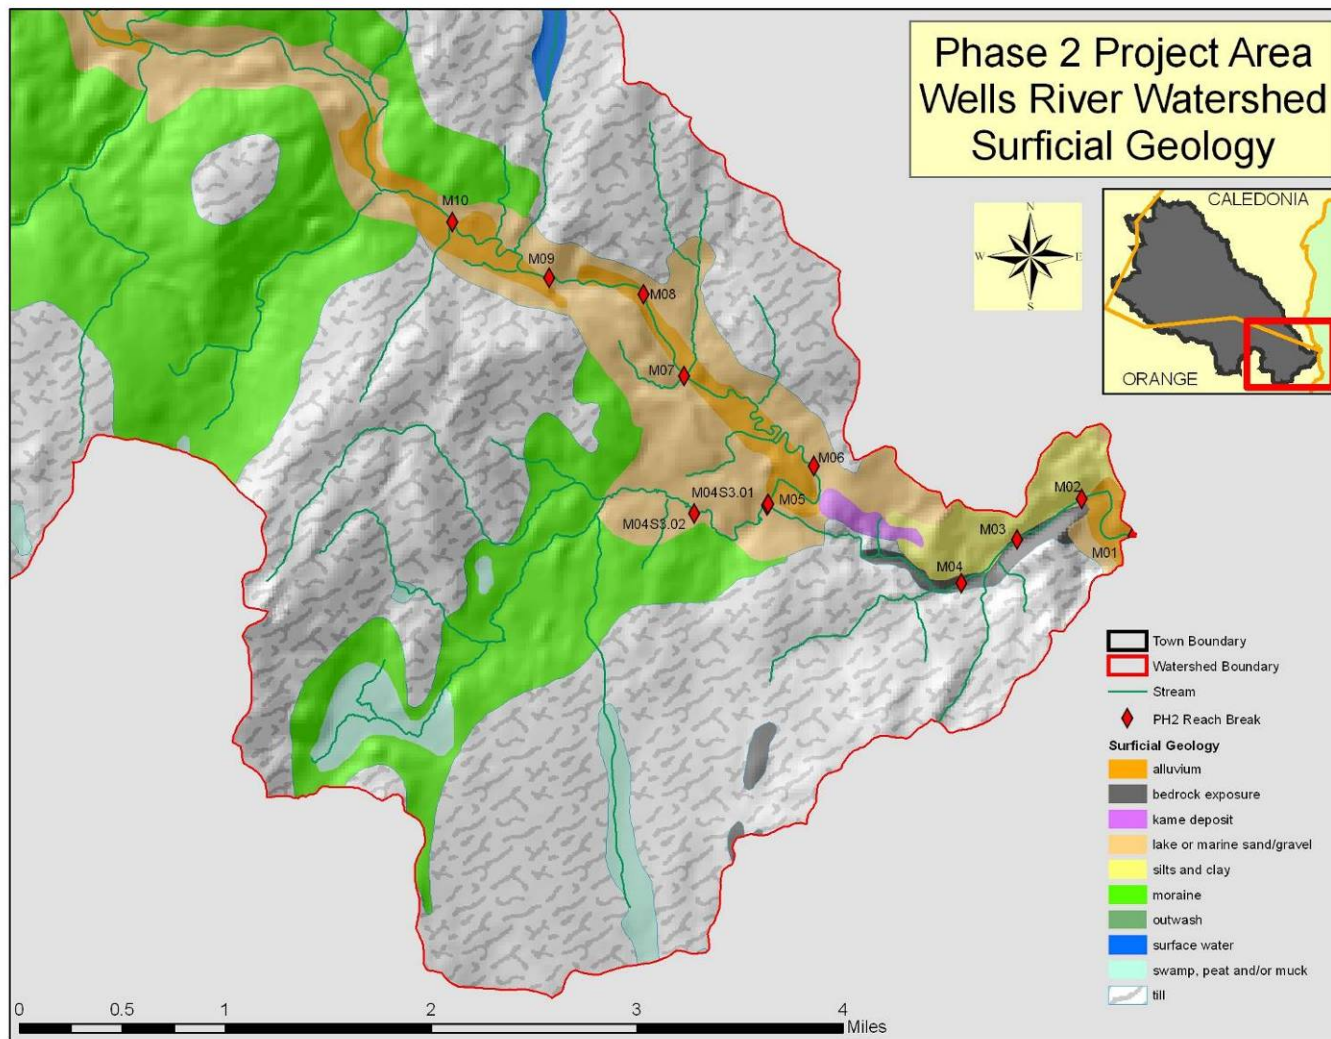 Phase 2 Project Area
Wells River Watershed
Surficial Geology
N
W
E
S
CALEDONIA
ORANGE
M10
M09
M08
M07
M06
M04S3.01
M05
M04S3.02
M02
M03
M01
M04
Town Boundary
Watershed Boundary
Stream
PH2 Reach Break
Surficial Geology
alluvium
bedrock exposure
kame deposit
lake or marine sand/gravel
silts and clay
moraine
outwash
surface water
swamp, peat and/or muck
till
0 0.5 1 2 3 4
Miles